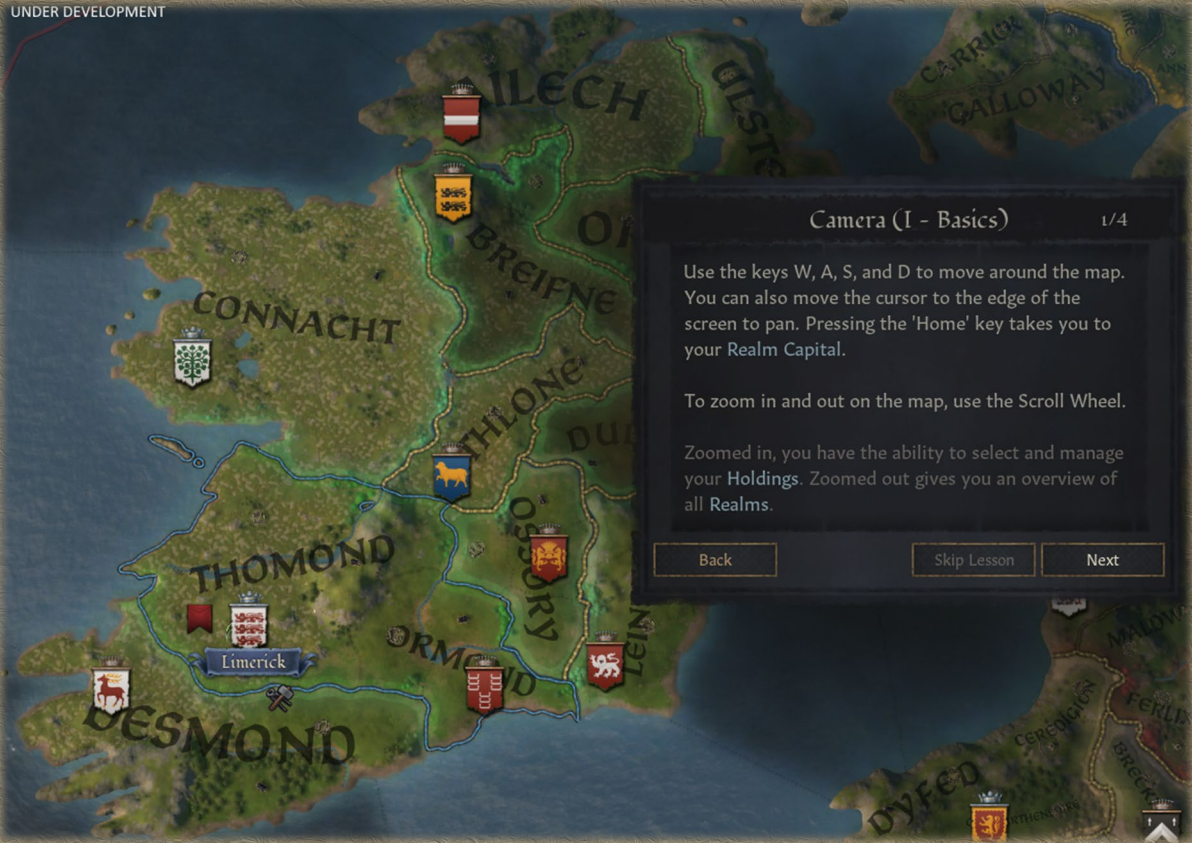 UNDER DEVELOPMENT
AILECH
ULSTE
CARRICK
GALLOWAY
BREIFNE
CONNACHT
THLONE
OSSORY
THOMOND
ORMOND
LEIN
Limerick
DESMOND
DYFED
CEREDIGION
Camera (I - Basics)
1/4
Use the keys W, A, S, and D to move around the map.
You can also move the cursor to the edge of the
screen to pan. Pressing the 'Home' key takes you to
your Realm Capital.
To zoom in and out on the map, use the Scroll Wheel.
Zoomed in, you have the ability to select and manage
your Holdings. Zoomed out gives you an overview of
all Realms.
Back
Skip Lesson
Next